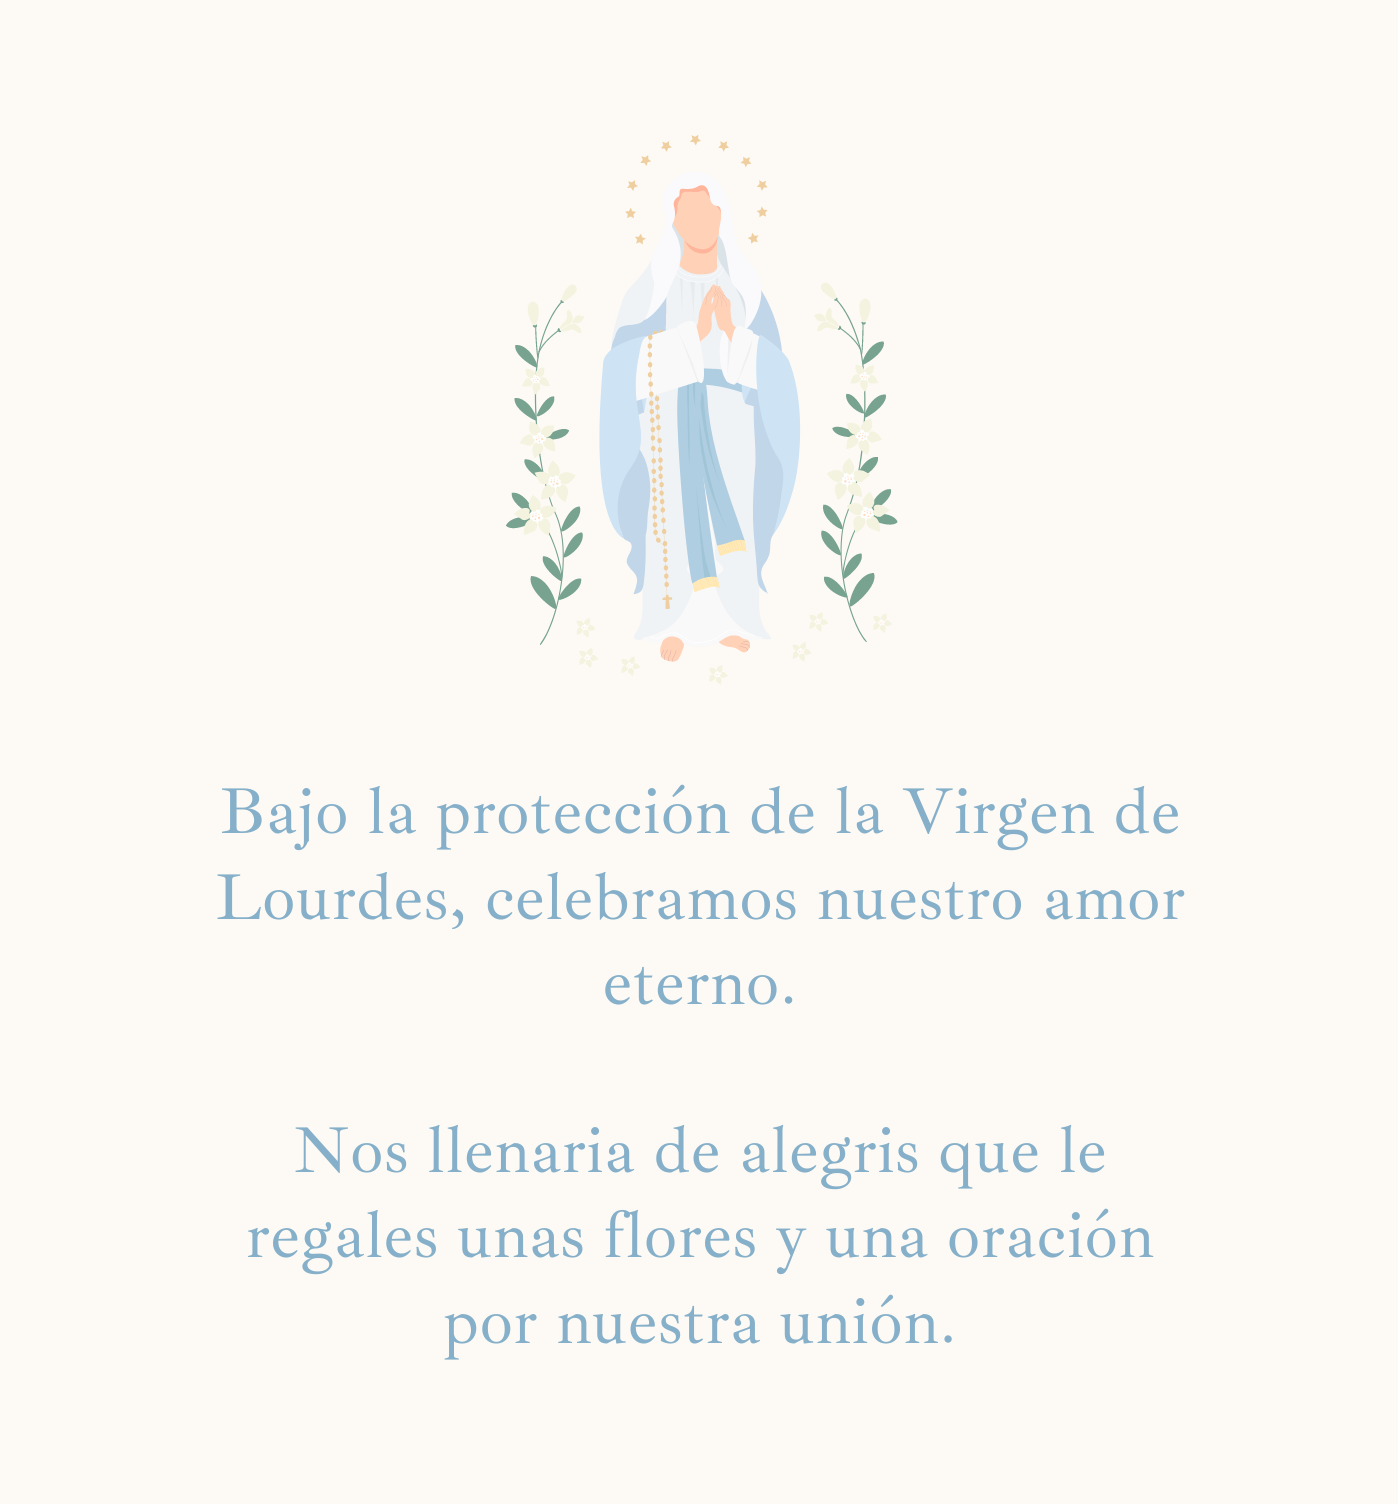 Bajo la protección de la Virgen de
Lourdes, celebramos nuestro amor
eterno.
Nos llenaria de alegris que le
regales unas flores y una oración
por nuestra unión.